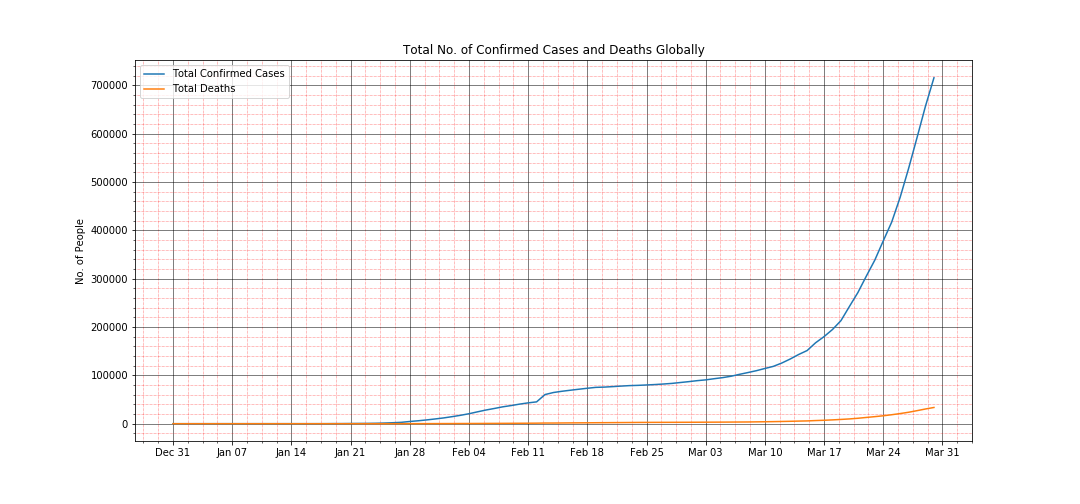 Total No. of Confirmed Cases and Deaths Globally
Total Confirmed Cases
Total Deaths
700000
600000
500000
400000
300000
200000
100000
0
No. of People
Dec 31 Jan 07 Jan 14 Jan 21 Jan 28 Feb 04 Feb 11 Feb 18 Feb 25 Mar 03 Mar 10 Mar 17 Mar 24 Mar 31